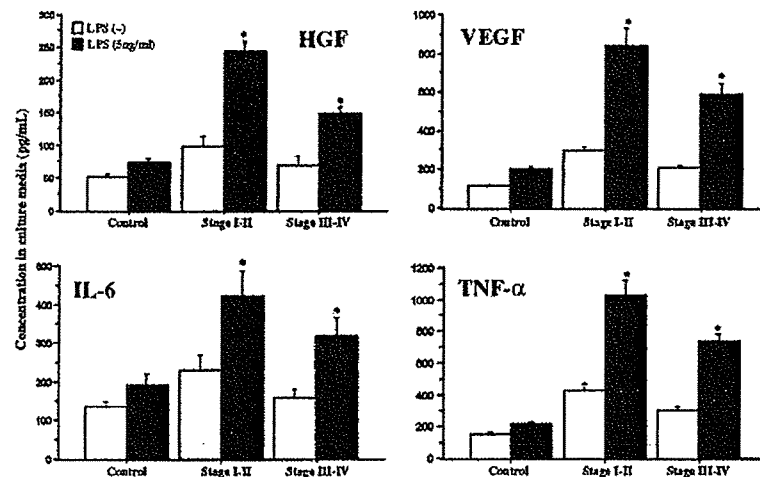 Concentration in culture media (pg/mL)
LPS (-)
LPS (5ng/ml)
HGF
300
250
200
150
100
50
0
*
*
Control
Stage I-II
Stage III-IV
VEGF
1000
800
600
400
200
0
*
*
Control
Stage I-II
Stage III-IV
IL-6
400
300
200
100
0
*
*
Control
Stage I-II
Stage III-IV
TNF-α
1200
1000
800
600
400
200
0
*
*
Control
Stage I-II
Stage III-IV